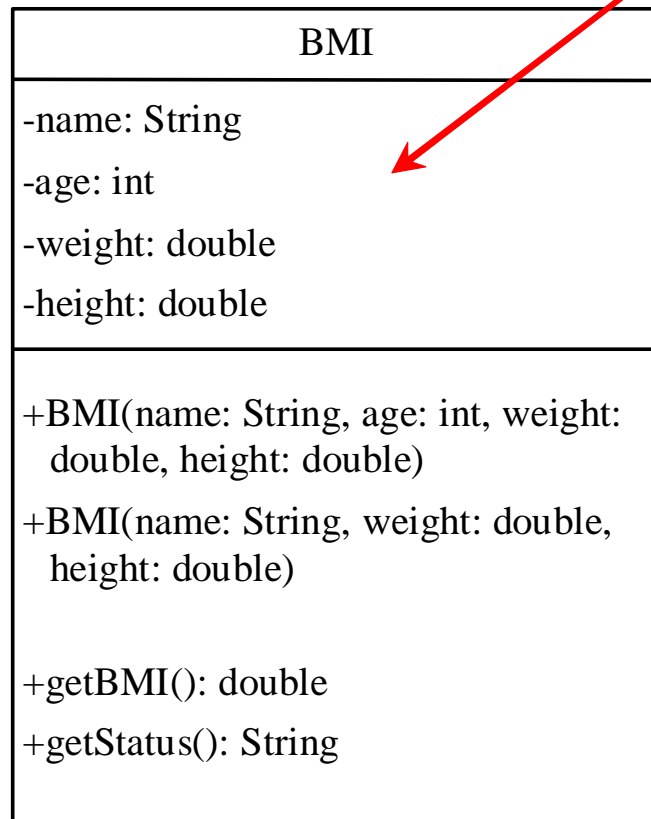 BMI
-name: String
-age: int
-weight: double
-height: double
+BMI(name: String, age: int, weight:
double, height: double)
+BMI(name: String, weight: double,
height: double)
+getBMI(): double
+getStatus(): String